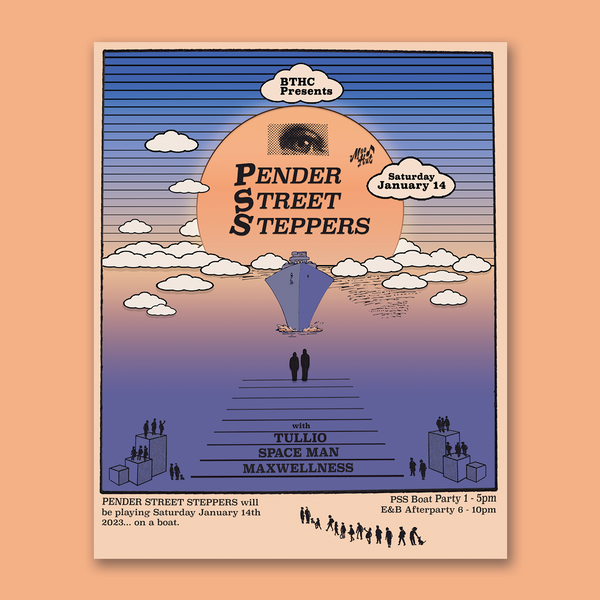 BTHC
Presents
Saturday
January 14
PENDER
STREET
STEPPERS
with
TULLIO
SPACE MAN
MAXWELLNESS
PENDER STREET STEPPERS will
be playing Saturday January 14th
2023... on a boat.
PSS Boat Party 1 - 5pm
E&B Afterparty 6 - 10pm